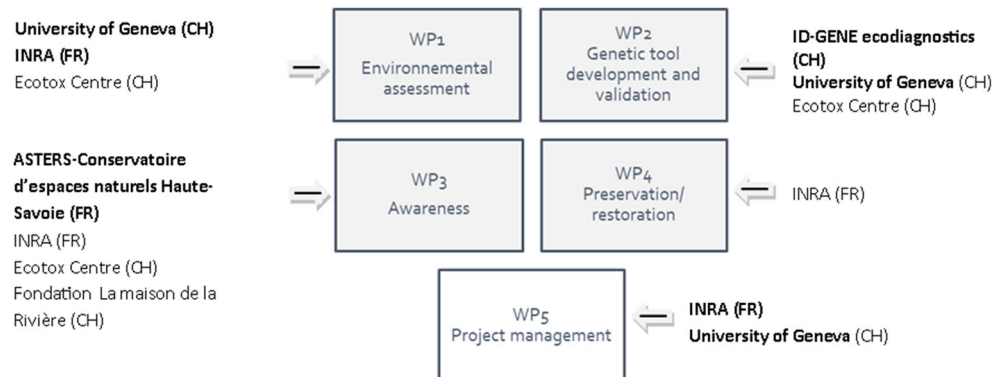 University of Geneva (CH)
INRA (FR)
Ecotox Centre (CH)
WP1
Environnemental
assessment
WP2
Genetic tool
development and
validation
ID-GENE ecodiagnostics
(CH)
University of Geneva (CH)
Ecotox Centre (CH)
ASTERS-Conservatoire
d'espaces naturels Haute-
Savoie (FR)
INRA (FR)
Ecotox Centre (CH)
Fondation La maison de la
Rivière (CH)
WP3
Awareness
WP4
Preservation/
restoration
INRA (FR)
WP5
Project management
INRA (FR)
University of Geneva (CH)